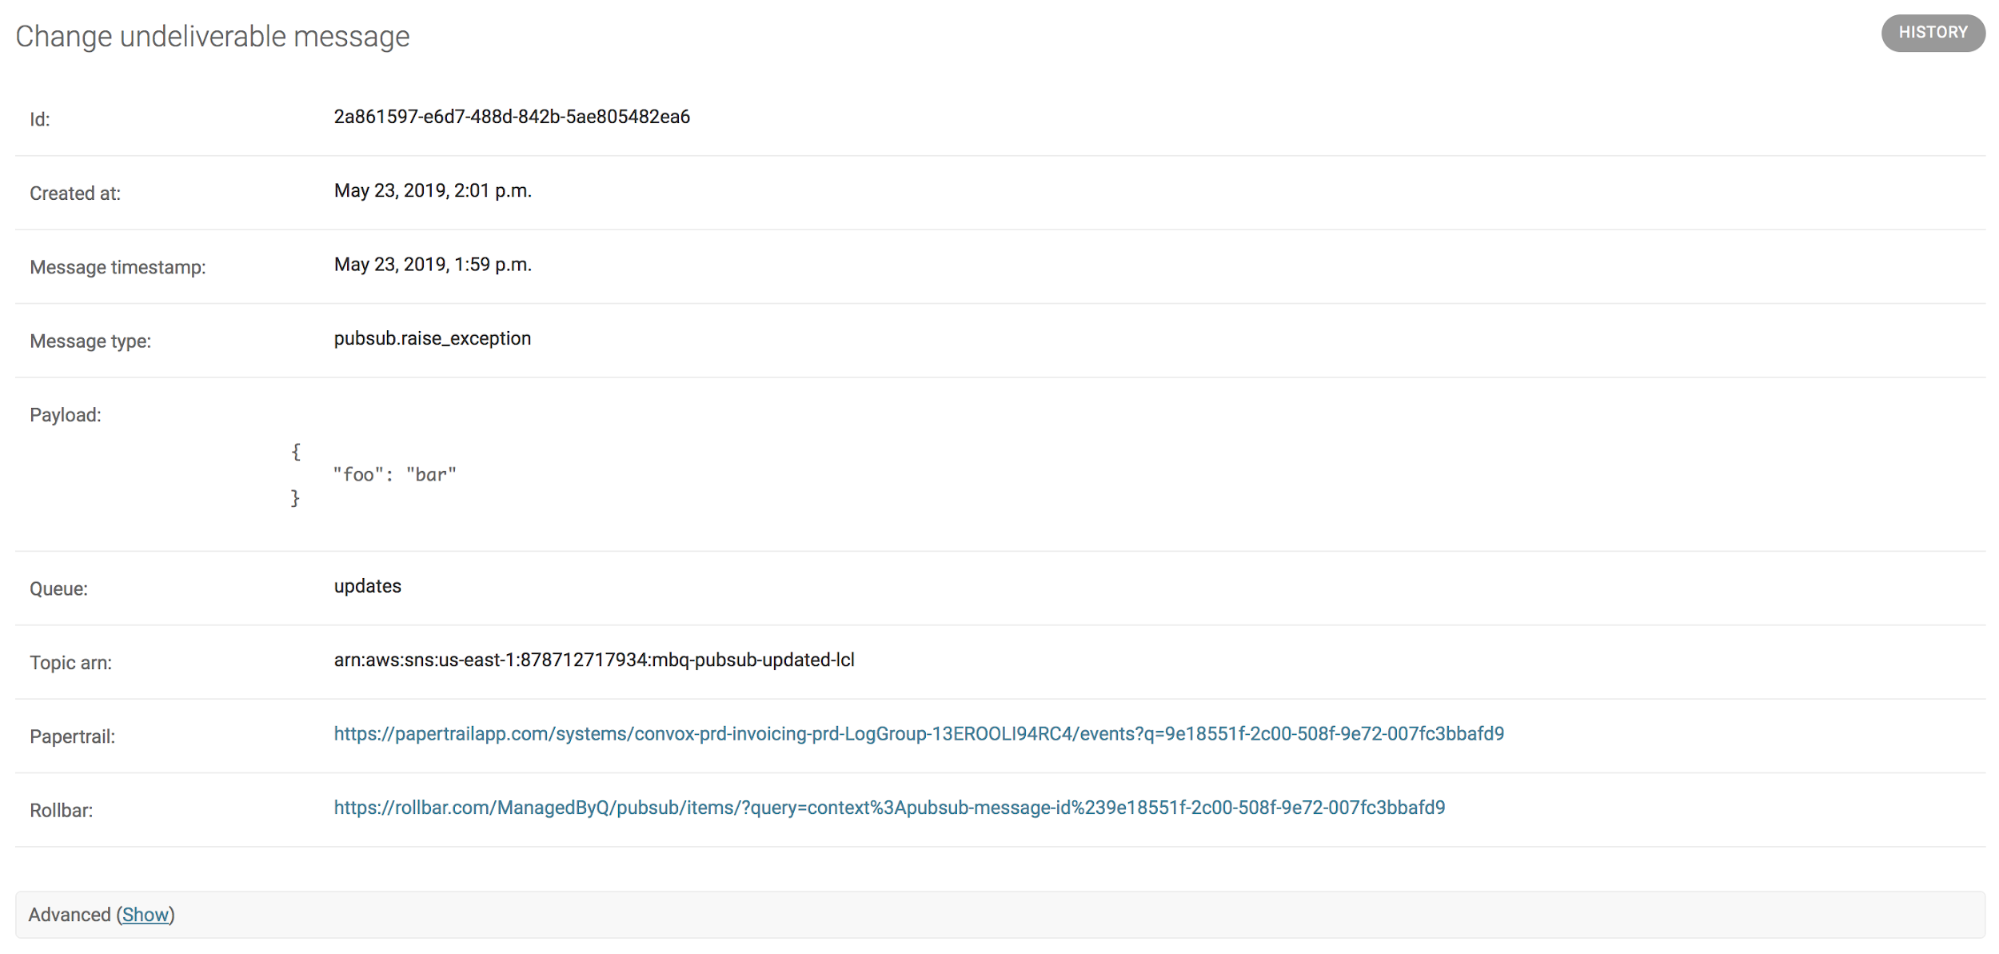 Change undeliverable message
HISTORY
Id: 2a861597-e6d7-488d-842b-5ae805482ea6
Created at: May 23, 2019, 2:01 p.m.
Message timestamp: May 23, 2019, 1:59 p.m.
Message type: pubsub.raise_exception
Payload:
{
"foo": "bar"
}
Queue: updates
Topic arn: arn:aws:sns:us-east-1:878712717934:mbq-pubsub-updated-lcl
Papertrail: https://papertrailapp.com/systems/convox-prd-invoicing-prd-LogGroup-13EROOLI94RC4/events?q=9e18551f-2c00-508f-9e72-007fc3bbafd9
Rollbar: https://rollbar.com/ManagedByQ/pubsub/items/?query=context%3Apubsub-message-id%239e18551f-2c00-508f-9e72-007fc3bbafd9
Advanced (Show)